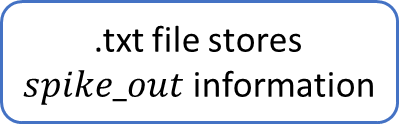 .txt file stores
spike_out information